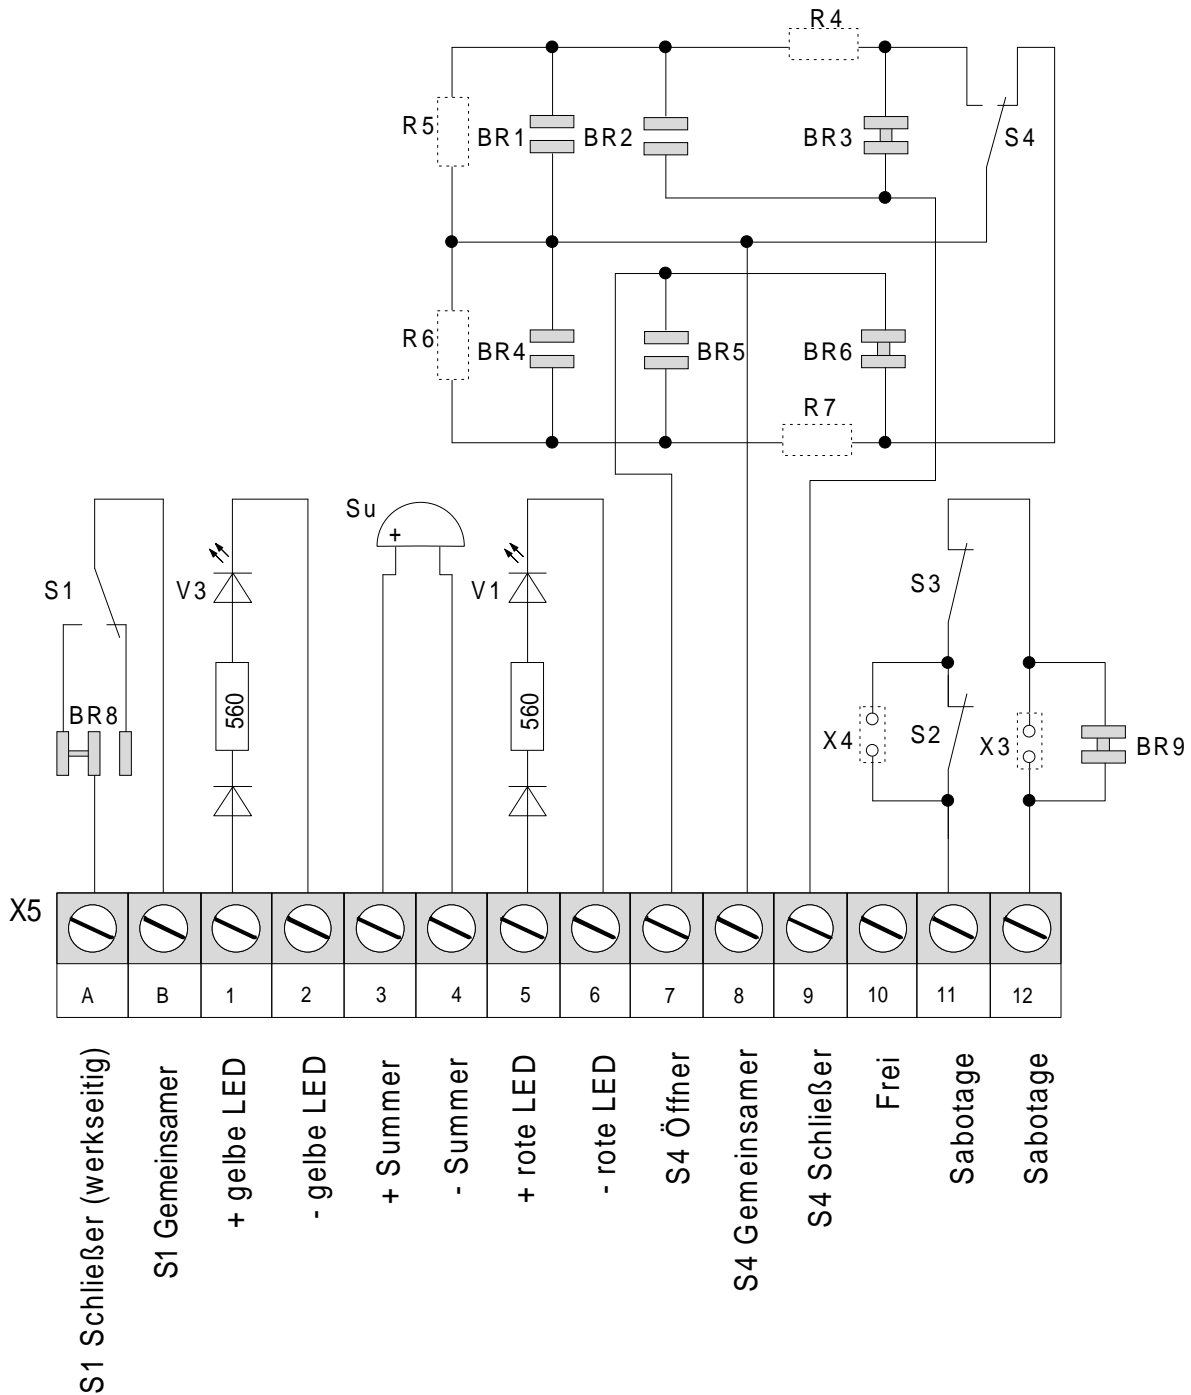 R4
R5
BR1
BR2
BR3
S4
R6
BR4
BR5
BR6
R7
Su
+
S1
V3
V1
S3
BR8
560
560
X4
S2
X3
BR9
X5
A
B
1
2
3
4
5
6
7
8
9
10
11
12
S1 Schließer (werkseitig)
S1 Gemeinsamer
+ gelbe LED
- gelbe LED
+ Summer
- Summer
+ rote LED
- rote LED
S4 Öffner
S4 Gemeinsamer
S4 Schließer
Frei
Sabotage
Sabotage